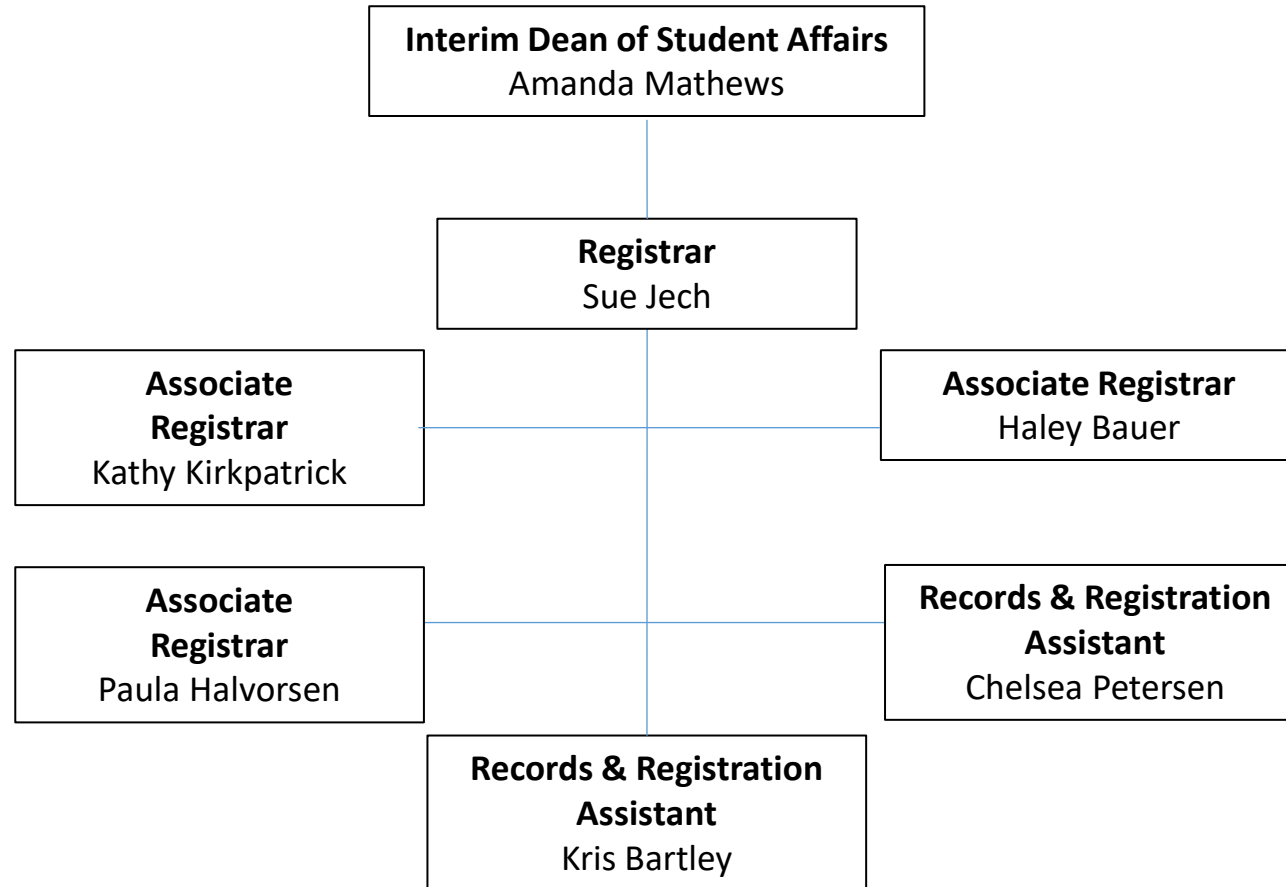 Interim Dean of Student Affairs
Amanda Mathews
Registrar
Sue Jech
Associate
Registrar
Kathy Kirkpatrick
Associate Registrar
Haley Bauer
Associate
Registrar
Paula Halvorsen
Records & Registration
Assistant
Chelsea Petersen
Records & Registration
Assistant
Kris Bartley